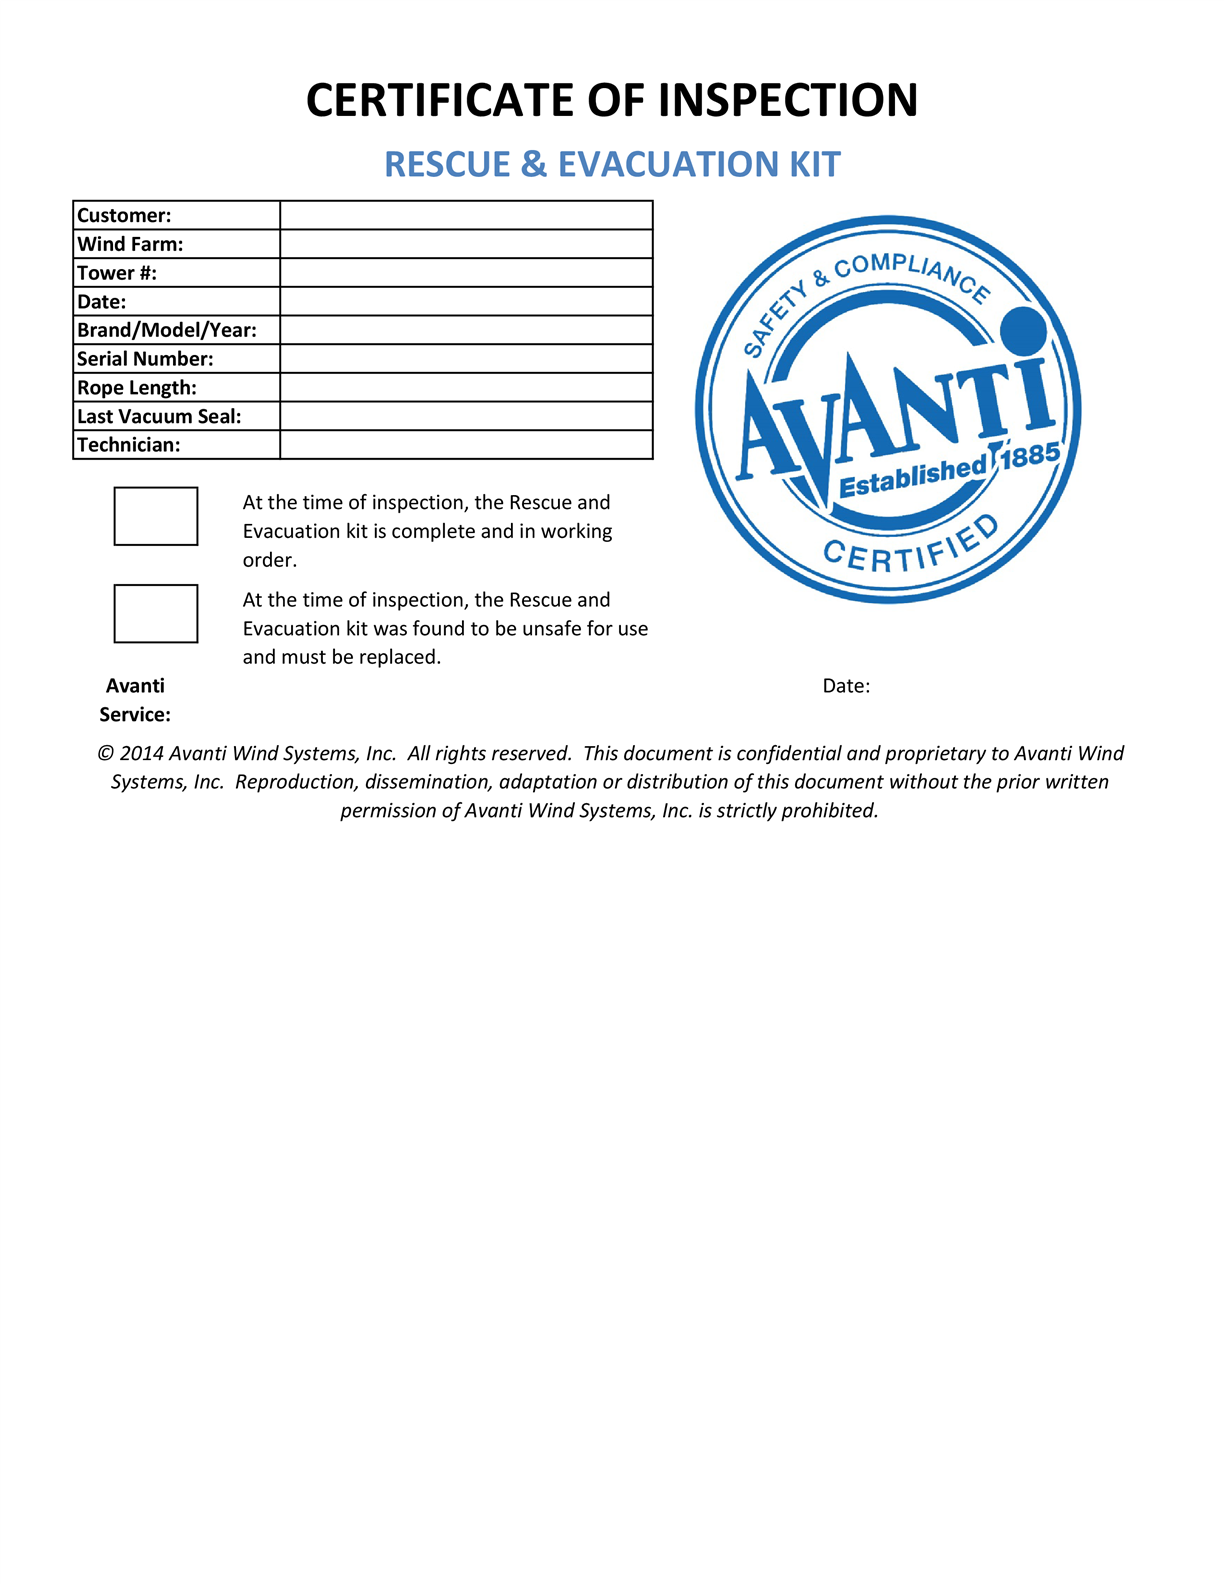 CERTIFICATE OF INSPECTION
RESCUE & EVACUATION KIT
Customer:
Wind Farm:
Tower #:
Date:
Brand/Model/Year:
Serial Number:
Rope Length:
Last Vacuum Seal:
Technician:
SAFETY & COMPLIANCE
AVANTi
Established 1885
CERTIFIED
At the time of inspection, the Rescue and
Evacuation kit is complete and in working
order.
At the time of inspection, the Rescue and
Evacuation kit was found to be unsafe for use
and must be replaced.
Avanti
Service:
Date:
© 2014 Avanti Wind Systems, Inc.  All rights reserved.  This document is confidential and proprietary to Avanti Wind
Systems, Inc.  Reproduction, dissemination, adaptation or distribution of this document without the prior written
permission of Avanti Wind Systems, Inc. is strictly prohibited.